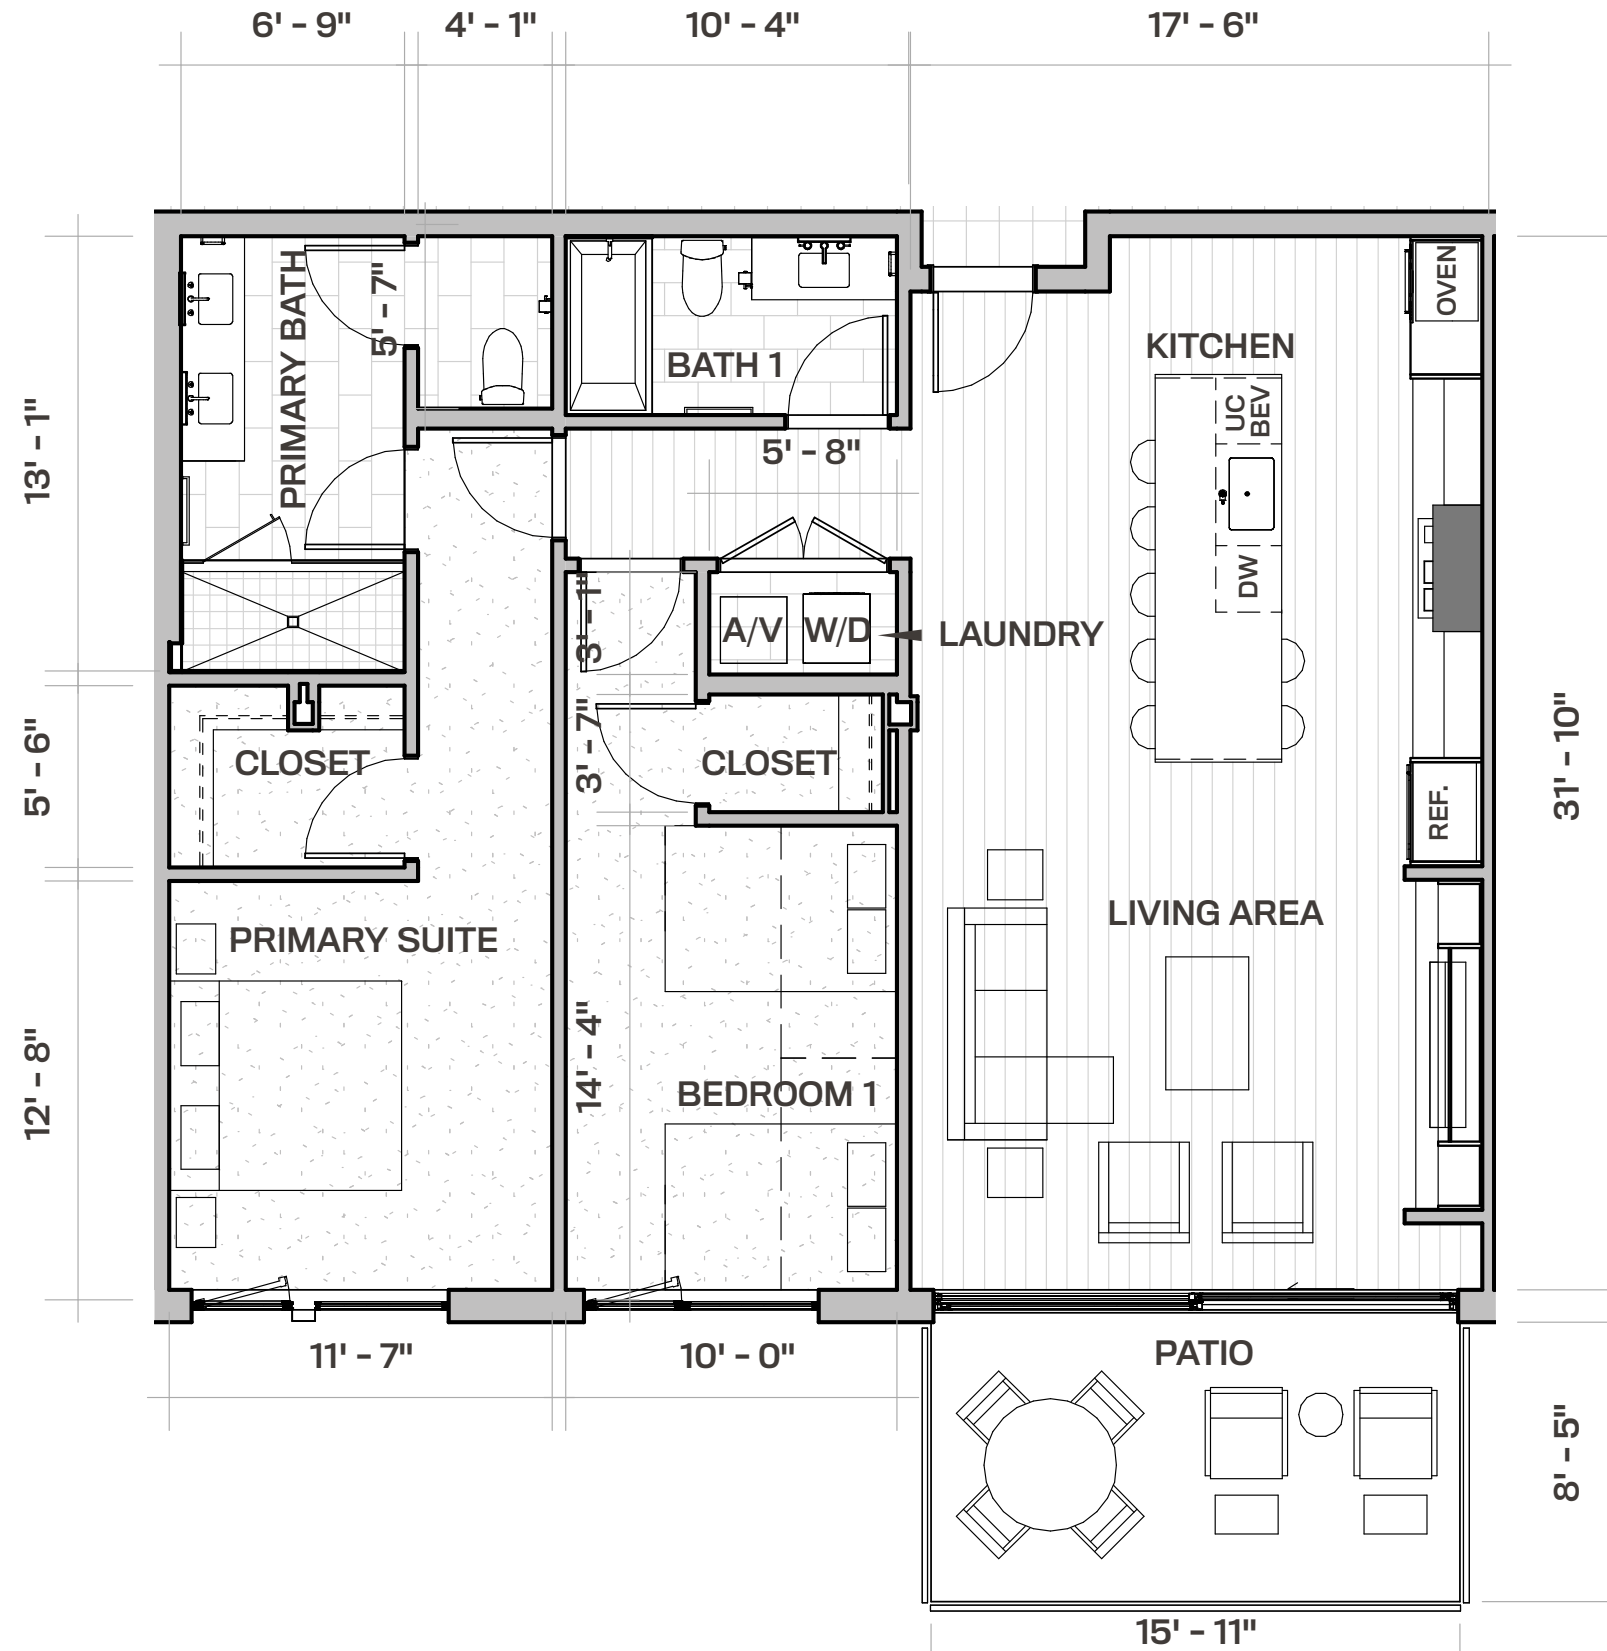 6' - 9"
4' - 1"
10' - 4"
17' - 6"
PRIMARY BATH
5' - 7"
BATH 1
KITCHEN
OVEN
UC
BEV
13' - 1"
5' - 8"
DW
3' - 1"
A/V
W/D
LAUNDRY
5' - 6"
CLOSET
3' - 7"
CLOSET
REF.
31' - 10"
PRIMARY SUITE
LIVING AREA
12' - 8"
14' - 4"
BEDROOM 1
11' - 7"
10' - 0"
PATIO
8' - 5"
15' - 11"